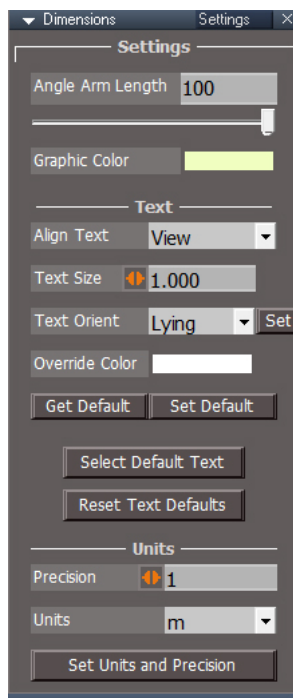 Dimensions Settings
Settings
Angle Arm Length 100
Graphic Color
Text
Align Text View
Text Size 1.000
Text Orient Lying Set
Override Color
Get Default Set Default
Select Default Text
Reset Text Defaults
Units
Precision 1
Units m
Set Units and Precision